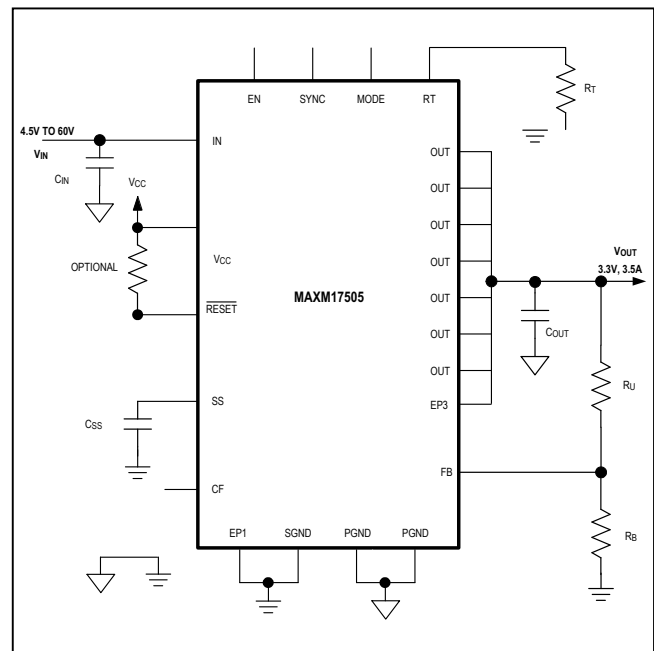 EN SYNC MODE RT
RT
4.5V TO 60V
VIN
IN
CIN
OUT
OUT
VCC
OUT
VOUT
3.3V, 3.5A
OPTIONAL
VCC
OUT
MAXM17505
OUT
RESET
COUT
OUT
OUT
RU
SS
EP3
CSS
FB
CF
RB
EP1 SGND PGND PGND